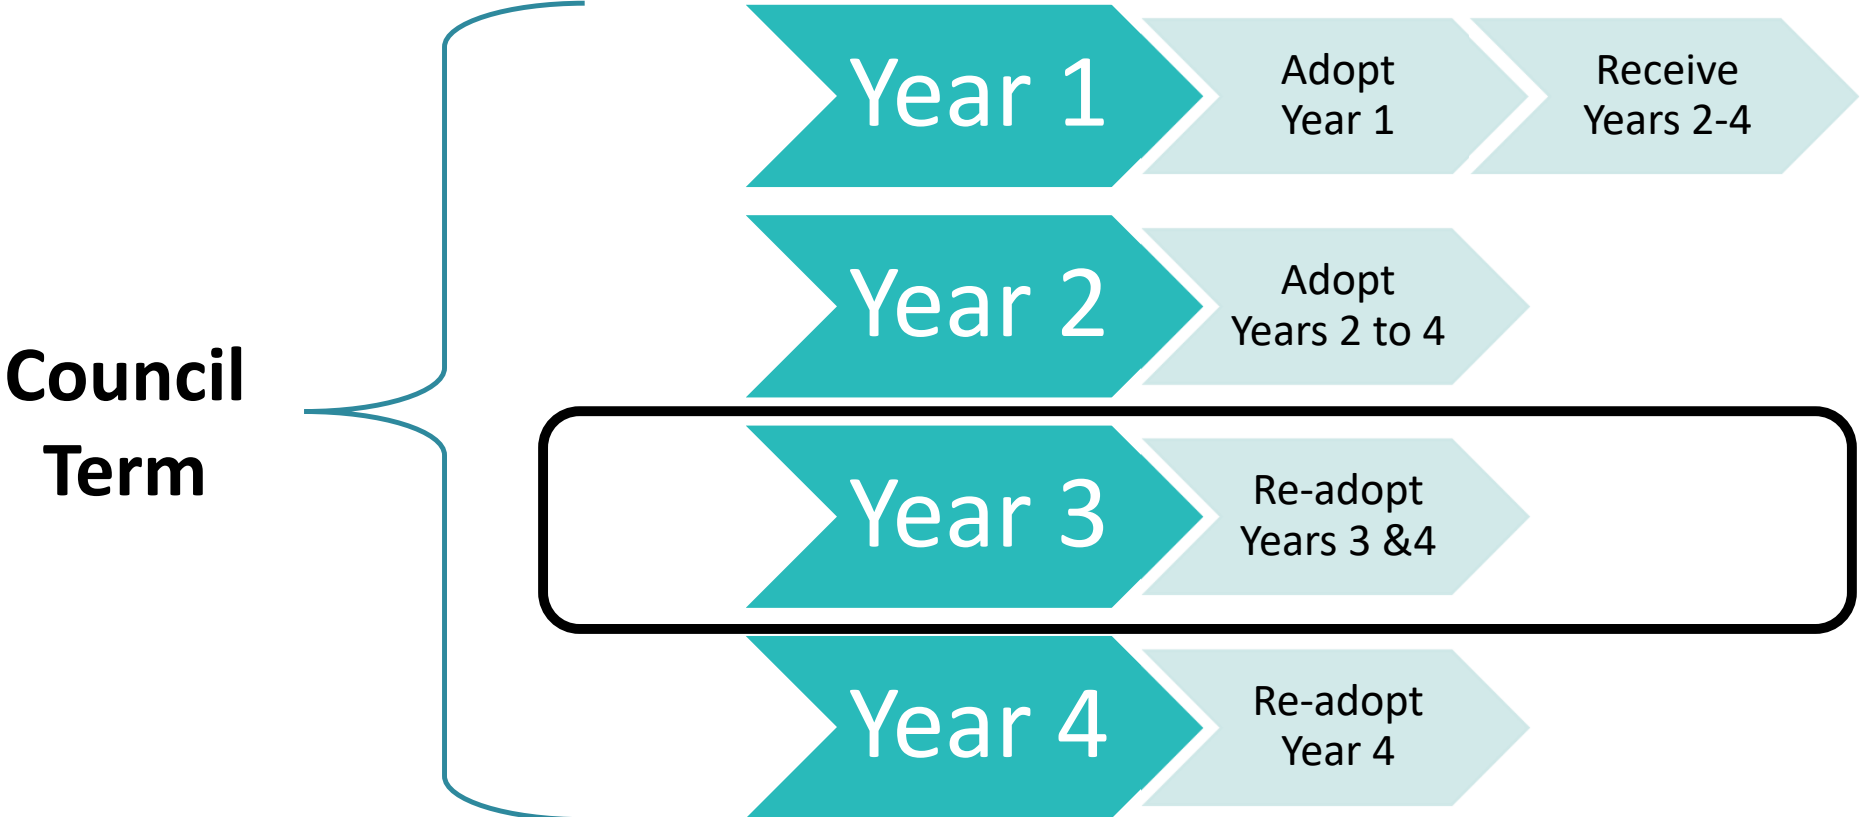 Council
Term
Year 1
Adopt
Year 1
Receive
Years 2-4
Year 2
Adopt
Years 2 to 4
Year 3
Re-adopt
Years 3 &4
Year 4
Re-adopt
Year 4